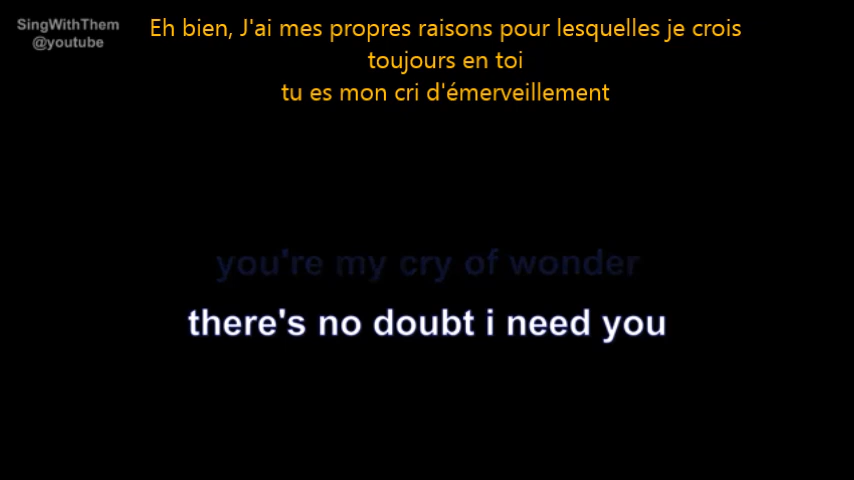 SingWithThem
@youtube
Eh bien, J'ai mes propres raisons pour lesquelles je crois
toujours en toi
tu es mon cri d'émerveillement
you're my cry of wonder
there's no doubt i need you